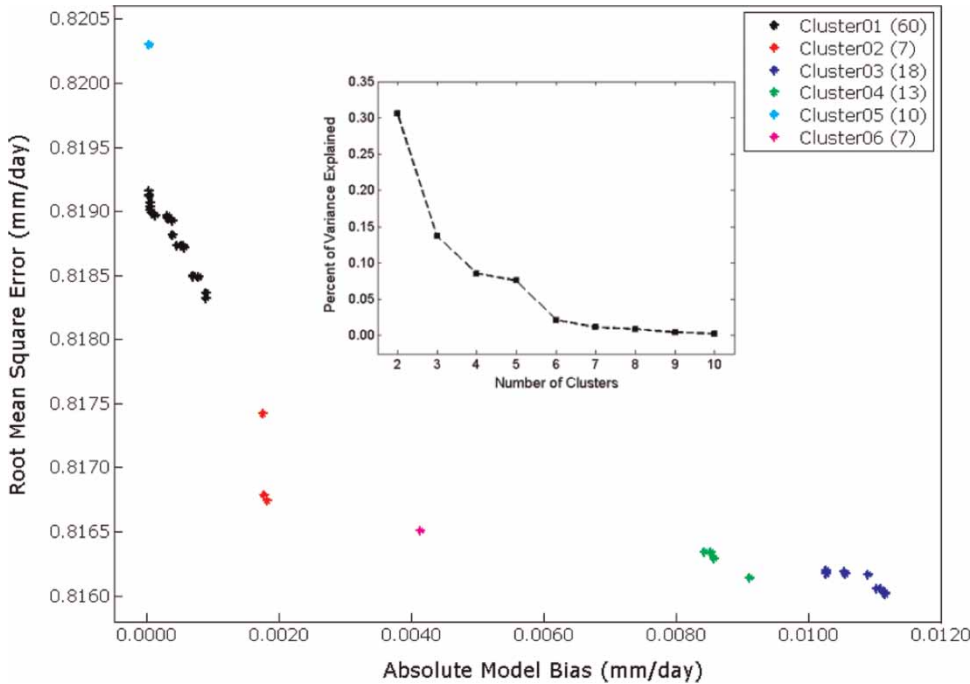 0.8205
0.8200
0.8195
0.8190
0.8185
0.8180
0.8175
0.8170
0.8165
0.8160
Root Mean Square Error (mm/day)
0.0000 0.0020 0.0040 0.0060 0.0080 0.0100 0.0120
Absolute Model Bias (mm/day)
Cluster01 (60)
Cluster02 (7)
Cluster03 (18)
Cluster04 (13)
Cluster05 (10)
Cluster06 (7)
0.35
0.30
0.25
0.20
0.15
0.10
0.05
0.00
Percent of Variance Explained
2 3 4 5 6 7 8 9 10
Number of Clusters